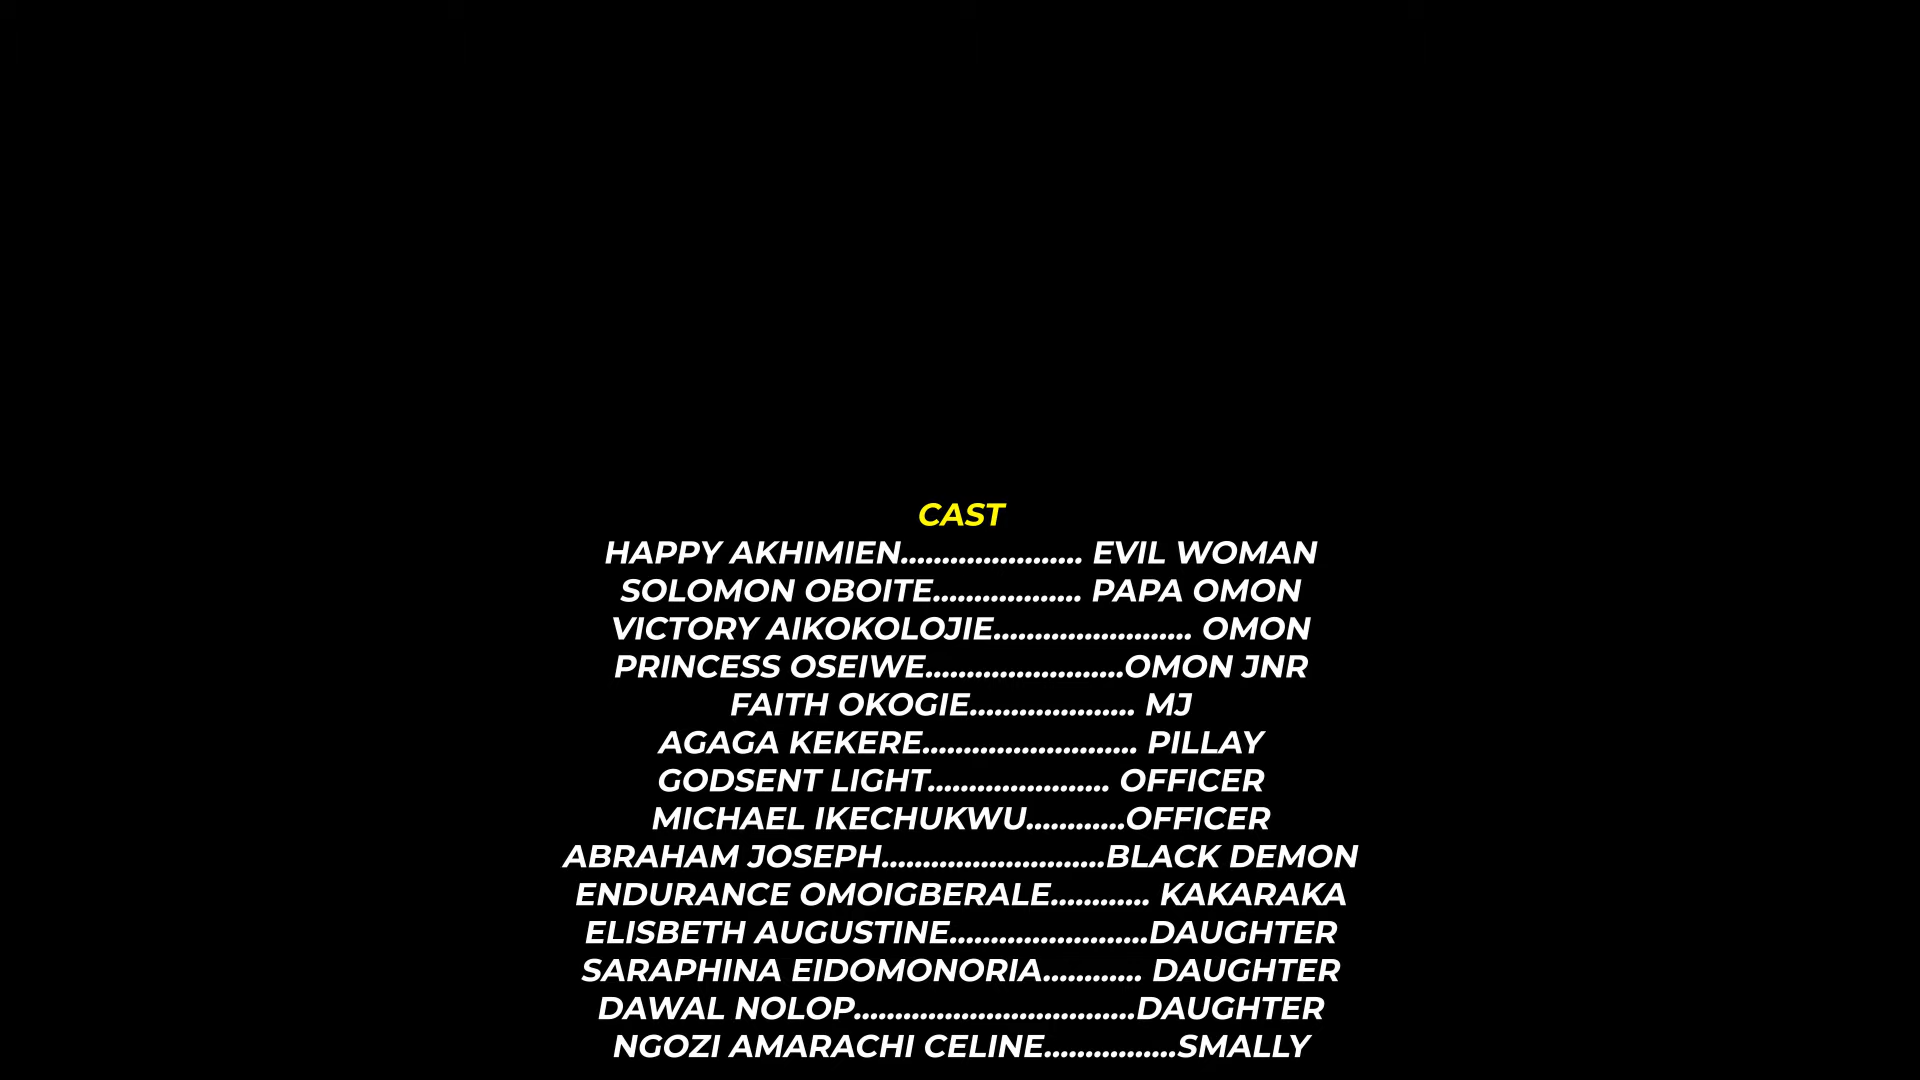 CAST
HAPPY AKHIMIEN...................... EVIL WOMAN
SOLOMON OBOITE.................. PAPA OMON
VICTORY AIKOKOLOJIE........................ OMON
PRINCESS OSEIWE........................OMON JNR
FAITH OKOGIE.................... MJ
AGAGA KEKERE.......................... PILLAY
GODSENT LIGHT...................... OFFICER
MICHAEL IKECHUKWU............OFFICER
ABRAHAM JOSEPH...........................BLACK DEMON
ENDURANCE OMOIGBERALE............ KAKARAKA
ELISBETH AUGUSTINE........................DAUGHTER
SARAPHINA EIDOMONORIA............ DAUGHTER
DAWAL NOLOP..................................DAUGHTER
NGOZI AMARACHI CELINE................SMALLY